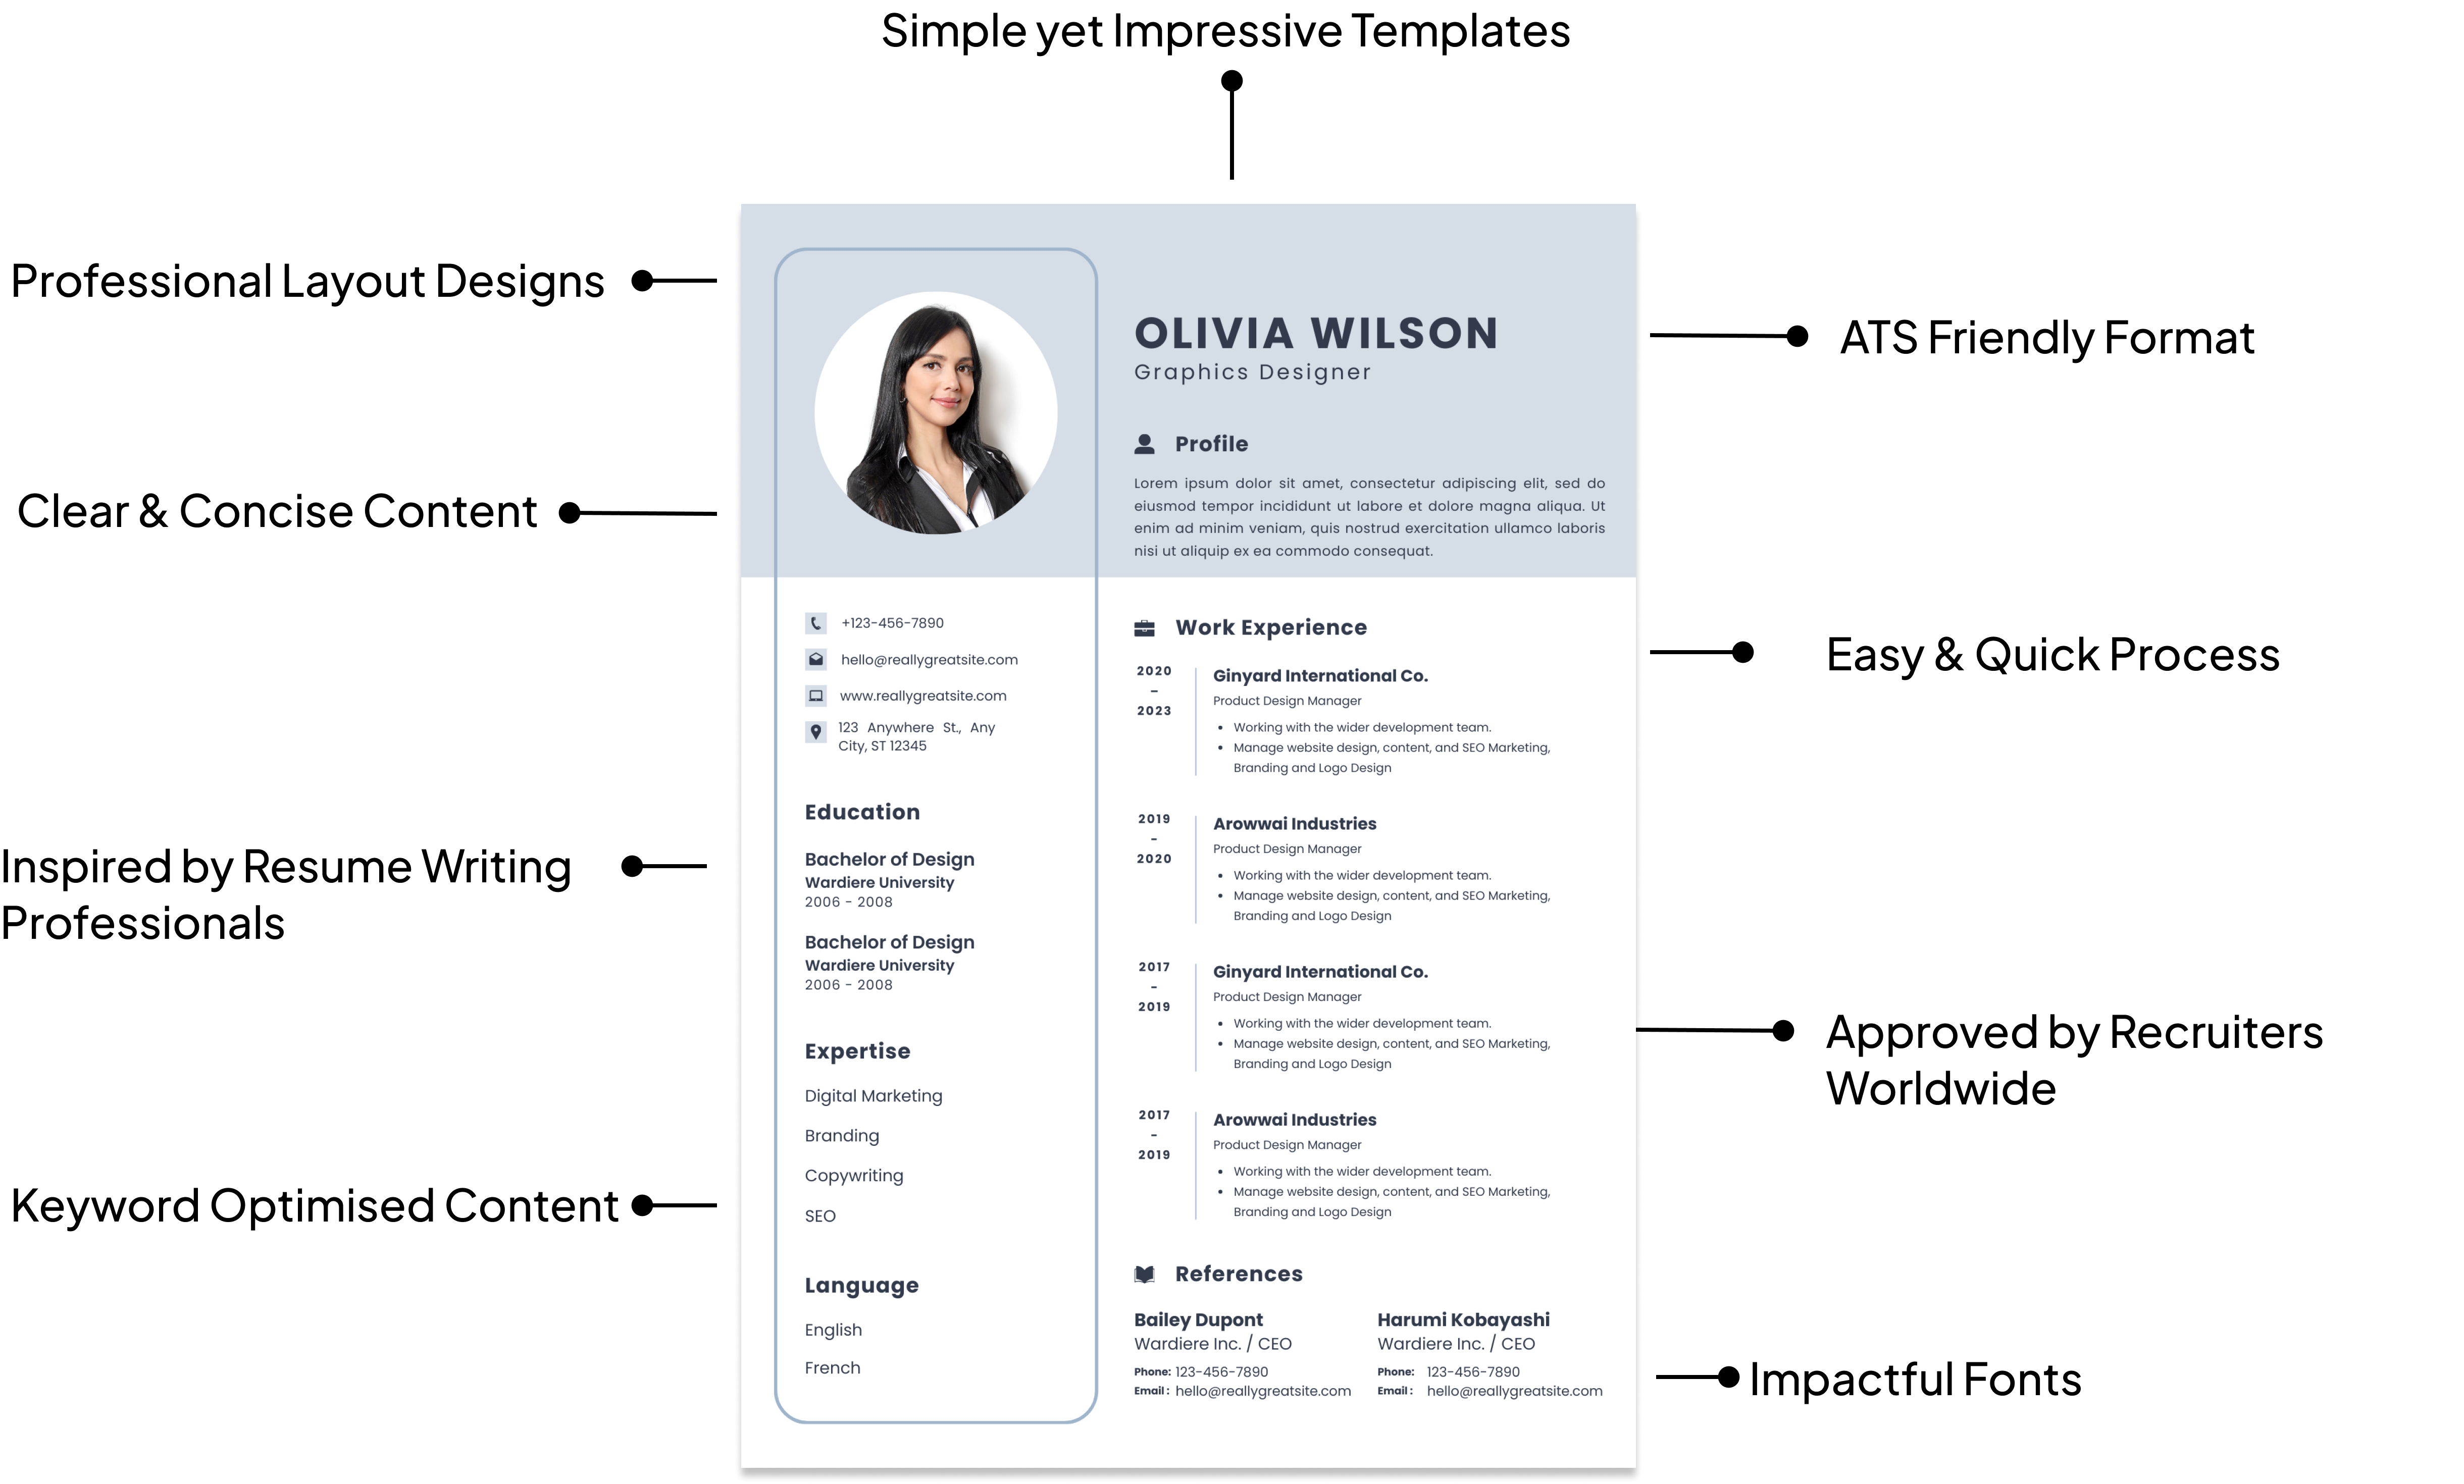 Simple yet Impressive Templates
Professional Layout Designs
Clear & Concise Content
Inspired by Resume Writing
Professionals
Keyword Optimised Content
OLIVIA WILSON
Graphics Designer
Profile
Lorem ipsum dolor sit amet, consectetur adipiscing elit, sed do
eiusmod tempor incididunt ut labore et dolore magna aliqua. Ut
enim ad minim veniam, quis nostrud exercitation ullamco laboris
nisi ut aliquip ex ea commodo consequat.
+123-456-7890
hello@reallygreatsite.com
www.reallygreatsite.com
123 Anywhere St., Any
City, ST 12345
Education
Bachelor of Design
Wardiere University
2006 - 2008
Bachelor of Design
Wardiere University
2006 - 2008
Expertise
Digital Marketing
Branding
Copywriting
SEO
Language
English
French
Work Experience
2020
-
2023
Ginyard International Co.
Product Design Manager
• Working with the wider development team.
• Manage website design, content, and SEO Marketing,
Branding and Logo Design
2019
-
2020
Arowwai Industries
Product Design Manager
• Working with the wider development team.
• Manage website design, content, and SEO Marketing,
Branding and Logo Design
2017
-
2019
Ginyard International Co.
Product Design Manager
• Working with the wider development team.
• Manage website design, content, and SEO Marketing,
Branding and Logo Design
2017
-
2019
Arowwai Industries
Product Design Manager
• Working with the wider development team.
• Manage website design, content, and SEO Marketing,
Branding and Logo Design
References
Bailey Dupont
Wardiere Inc. / CEO
Phone: 123-456-7890
Email : hello@reallygreatsite.com
Harumi Kobayashi
Wardiere Inc. / CEO
Phone: 123-456-7890
Email : hello@reallygreatsite.com
ATS Friendly Format
Easy & Quick Process
Approved by Recruiters
Worldwide
Impactful Fonts